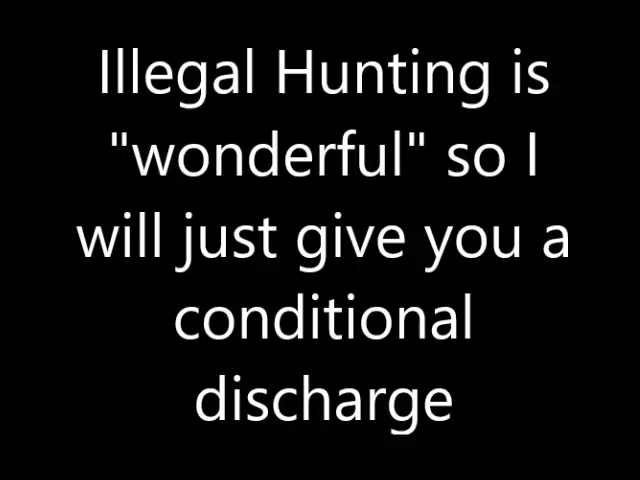 Illegal Hunting is
"wonderful" so I
will just give you a
conditional
discharge